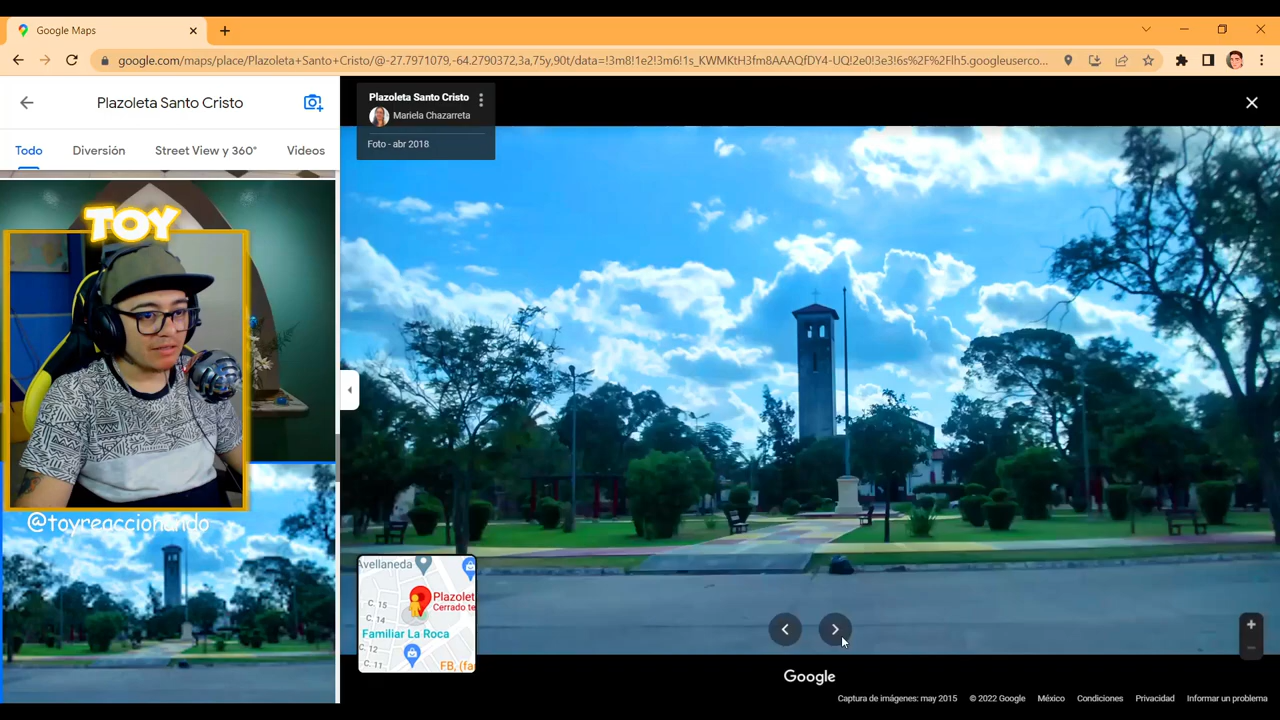 Google Maps
google.com/maps/place/Plazoleta+Santo+Cristo/@-27.7971079,-64.2790372,3a,75y,90t/data=!3m8!1e2!3m6!1s_KWMKtH3fm8AAAQfDY4-UQ!2e0!3e3!6s%2F%2Flh5.googleuserco...
Plazoleta Santo Cristo
Todo
Diversión
Street View y 360°
Videos
TOY
@toyreaccionando
Plazoleta Santo Cristo
Mariela Chazarreta
Foto - abr 2018
Avellaneda
C. 15
Plazolet
Cerrado te
C. 14
Familiar La Roca
C. 12
C. 11
FB, (fa
Google
Captura de imágenes: may 2015
© 2022 Google
México
Condiciones
Privacidad
Informar un problema